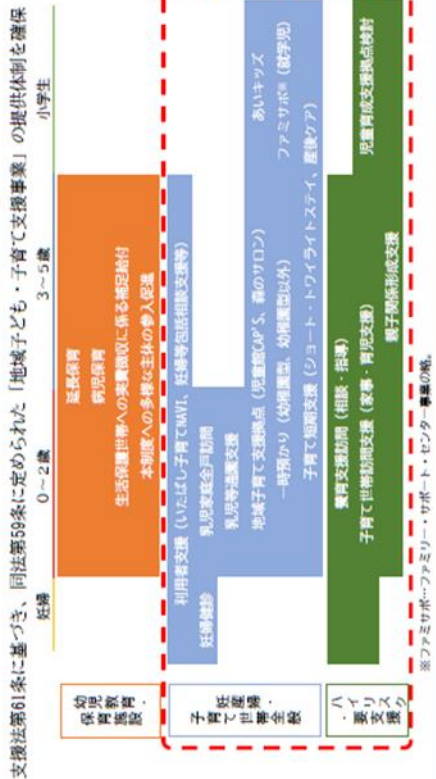 支援法第61条に基づき、同法第59条に定められた「地域子ども・子育て支援事業」の提供体制を確保
妊婦
0～2歳
3～5歳
小学生
幼児教育・
保育施設
延長保育
病児保育
生活保護世帯への実費徴収に係る補足給付
本制度への多様な主体の参入促進
妊産婦・
子育て世帯全般
利用者支援（いたばし子育てNAVI、妊婦等包括相談支援等）
妊婦健診
乳児家庭全戸訪問
乳児等通園支援
地域子育て支援拠点（児童館CAP'S、森のサロン）
あいキッズ
一時預かり（幼稚園型、幼稚園型以外）
ファミサポ※（就学児）
子育て短期支援（ショート・トワイライトステイ、産後ケア）
ハイリスク
・要支援
養育支援訪問（相談・指導）
子育て世帯訪問支援（家事・育児支援）
児童育成支援拠点検討
親子関係形成支援
※ファミサポ…ファミリー・サポート・センター事業の略。